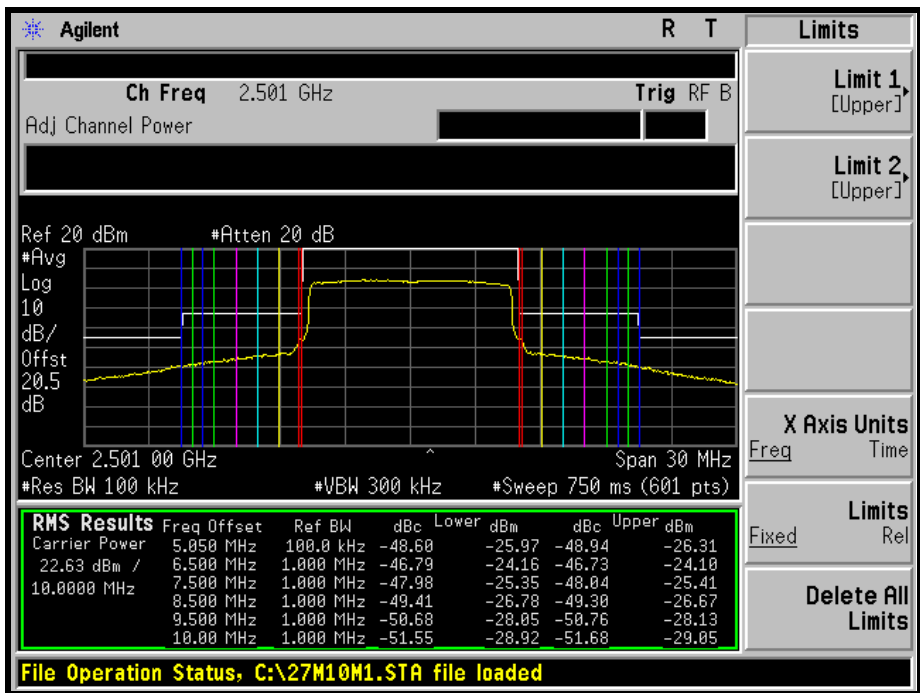 Agilent R T
Limits
Ch Freq 2.501 GHz Trig RF B
Adj Channel Power
Limit 1
[Upper]
Limit 2
[Upper]
Ref 20 dBm #Atten 20 dB
#Avg
Log
10
dB/
Offst
20.5
dB
Center 2.501 00 GHz ^ Span 30 MHz
#Res BW 100 kHz #VBW 300 kHz #Sweep 750 ms (601 pts)
X Axis Units
Freq Time
Limits
Fixed Rel
Delete All
Limits
RMS Results Freq Offset Ref BW dBc Lower dBm dBc Upper dBm
Carrier Power 5.050 MHz 100.0 kHz -48.60 -25.97 -48.94 -26.31
22.63 dBm / 6.500 MHz 1.000 MHz -46.79 -24.16 -46.73 -24.10
10.0000 MHz 7.500 MHz 1.000 MHz -47.98 -25.35 -48.04 -25.41
8.500 MHz 1.000 MHz -49.41 -26.78 -49.30 -26.67
9.500 MHz 1.000 MHz -50.68 -28.05 -50.76 -28.13
10.00 MHz 1.000 MHz -51.55 -28.92 -51.68 -29.05
File Operation Status, C:\27M10M1.STA file loaded